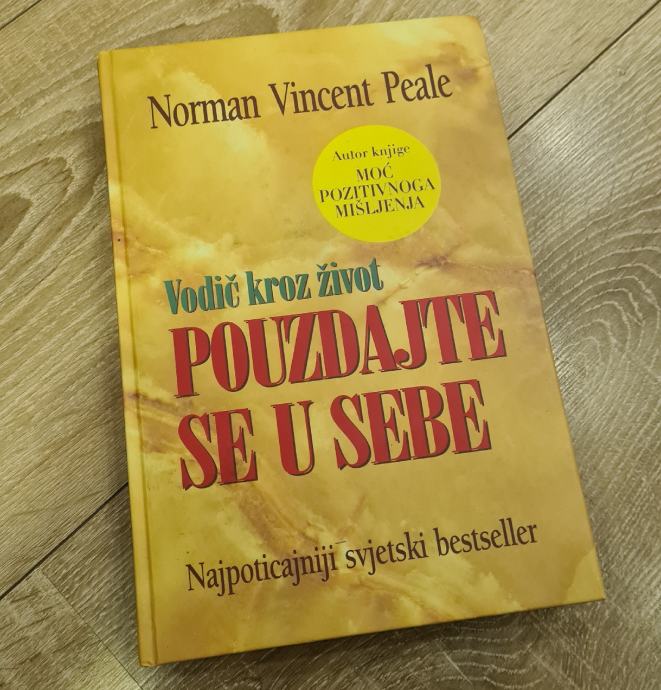 Norman Vincent Peale
Autor knjige
MOĆ
POZITIVNOGA
MIŠLJENJA
Vodič kroz život
POUZDAJTE
SE U SEBE
Najpoticajniji svjetski bestseller